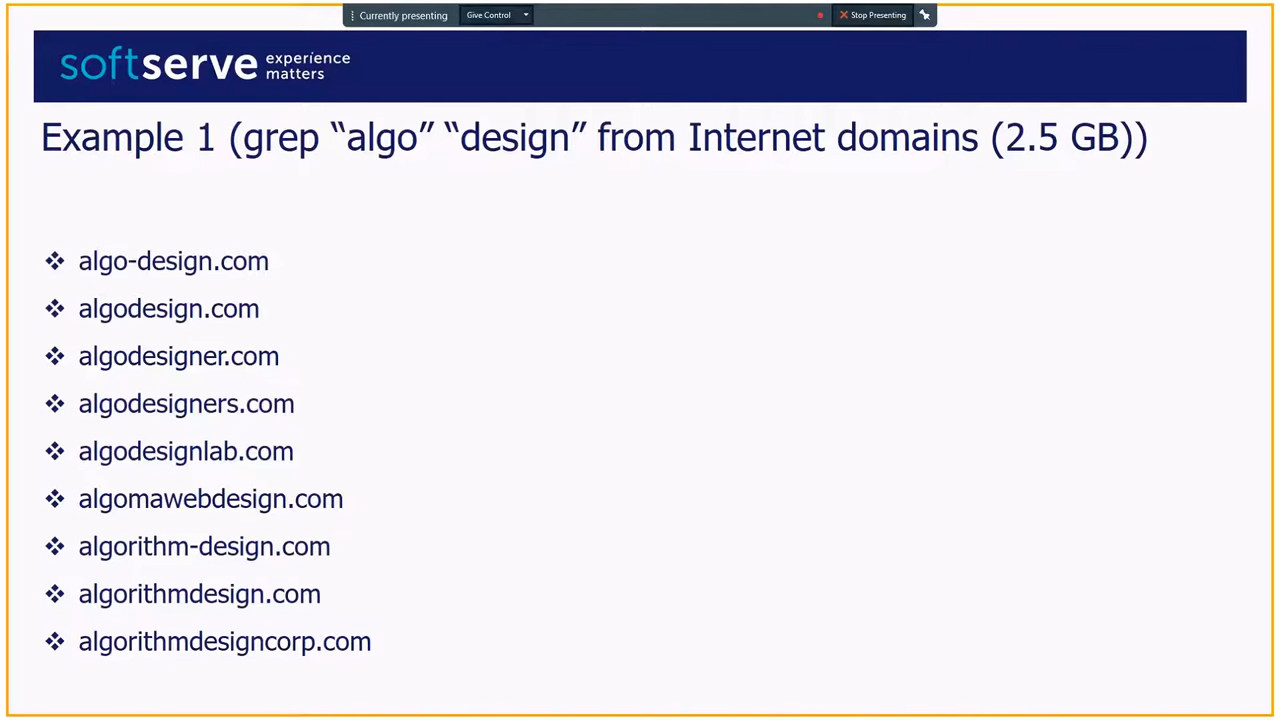 Currently presenting Give Control Stop Presenting
softserve experience matters
Example 1 (grep “algo” “design” from Internet domains (2.5 GB))
algo-design.com
algodesign.com
algodesigner.com
algodesigners.com
algodesignlab.com
algomawebdesign.com
algorithm-design.com
algorithmdesign.com
algorithmdesigncorp.com